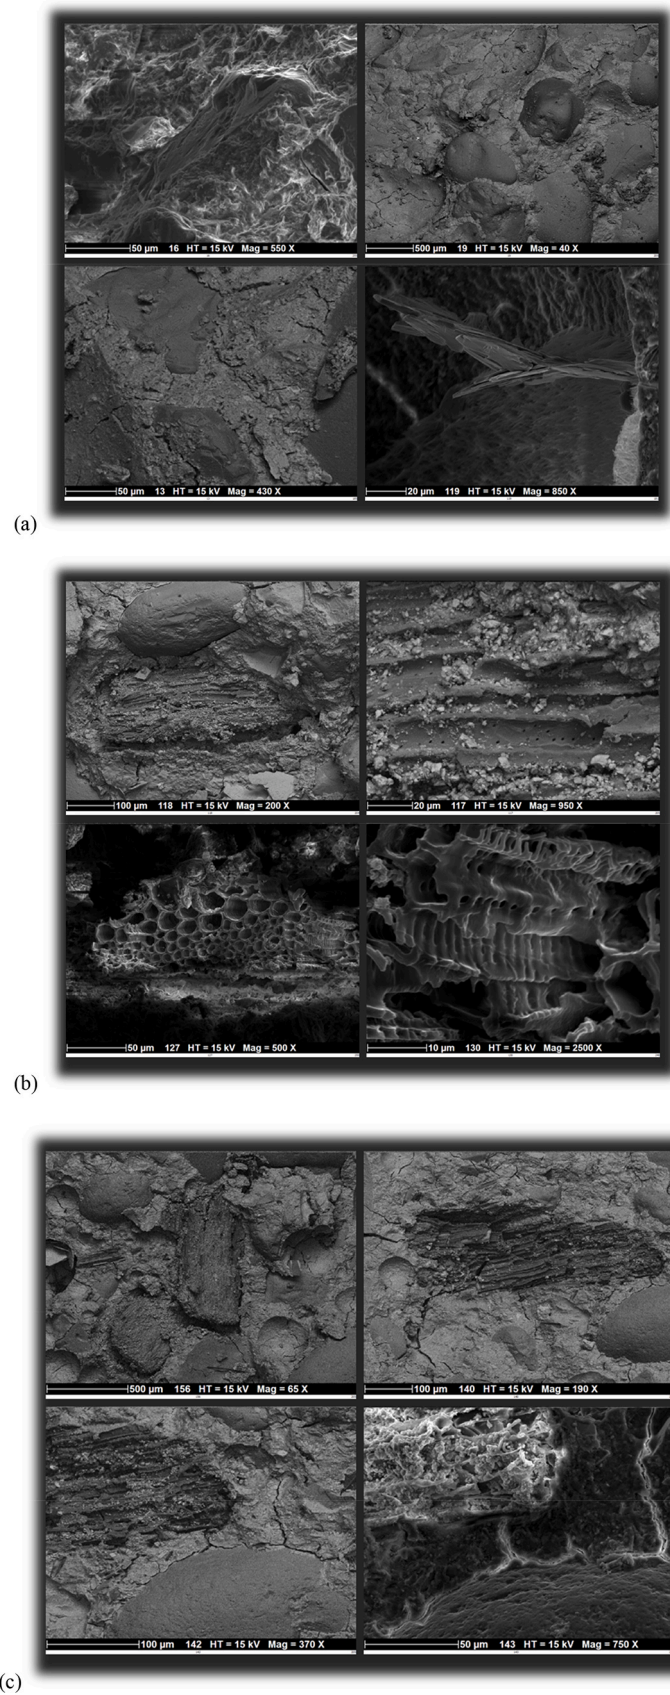 50 µm 16 HT = 15 kV Mag = 550 X
500 µm 19 HT = 15 kV Mag = 40 X
50 µm 13 HT = 15 kV Mag = 430 X
20 µm 119 HT = 15 kV Mag = 850 X
(a)
100 µm 118 HT = 15 kV Mag = 200 X
20 µm 117 HT = 15 kV Mag = 950 X
50 µm 127 HT = 15 kV Mag = 500 X
10 µm 130 HT = 15 kV Mag = 2500 X
(b)
500 µm 156 HT = 15 kV Mag = 65 X
100 µm 140 HT = 15 kV Mag = 190 X
100 µm 142 HT = 15 kV Mag = 370 X
50 µm 143 HT = 15 kV Mag = 750 X
(c)